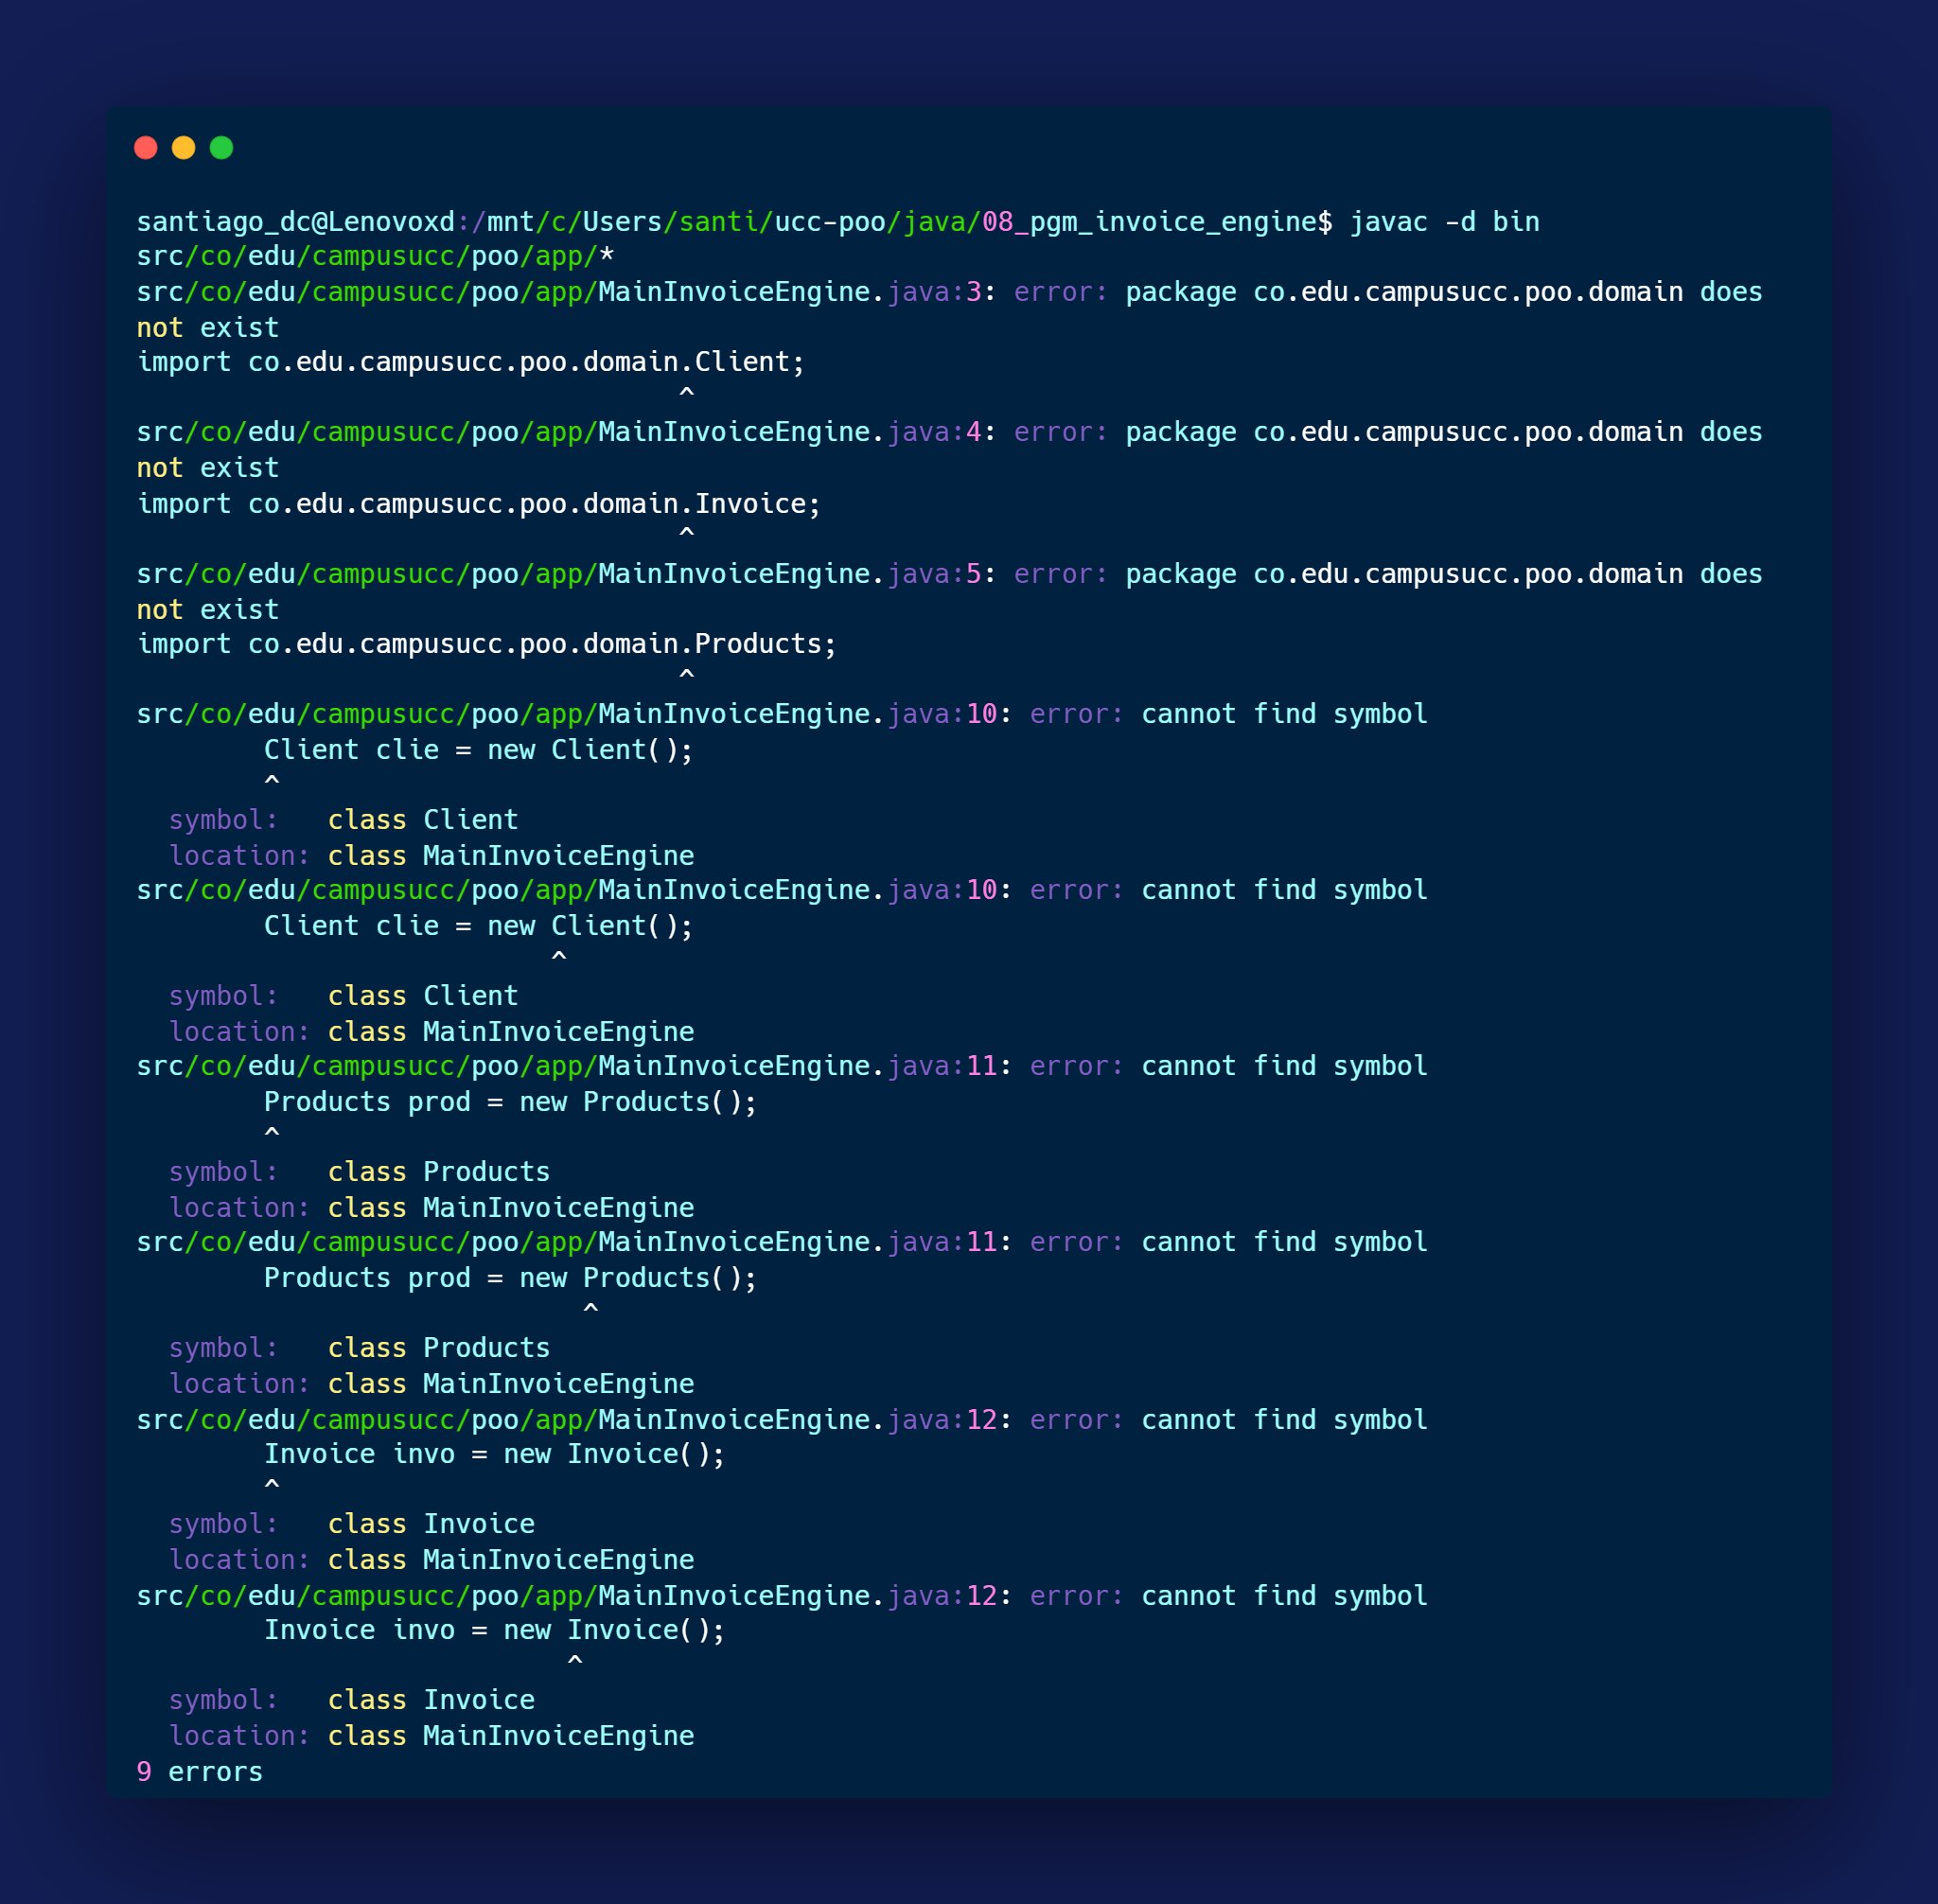 santiago_dc@Lenovoxd:/mnt/c/Users/santi/ucc-poo/java/08_pgm_invoice_engine$ javac -d bin
src/co/edu/campusucc/poo/app/*
src/co/edu/campusucc/poo/app/MainInvoiceEngine.java:3: error: package co.edu.campusucc.poo.domain does
not exist
import co.edu.campusucc.poo.domain.Client;
                                  ^
src/co/edu/campusucc/poo/app/MainInvoiceEngine.java:4: error: package co.edu.campusucc.poo.domain does
not exist
import co.edu.campusucc.poo.domain.Invoice;
                                  ^
src/co/edu/campusucc/poo/app/MainInvoiceEngine.java:5: error: package co.edu.campusucc.poo.domain does
not exist
import co.edu.campusucc.poo.domain.Products;
                                  ^
src/co/edu/campusucc/poo/app/MainInvoiceEngine.java:10: error: cannot find symbol
        Client clie = new Client();
        ^
  symbol:   class Client
  location: class MainInvoiceEngine
src/co/edu/campusucc/poo/app/MainInvoiceEngine.java:10: error: cannot find symbol
        Client clie = new Client();
                          ^
  symbol:   class Client
  location: class MainInvoiceEngine
src/co/edu/campusucc/poo/app/MainInvoiceEngine.java:11: error: cannot find symbol
        Products prod = new Products();
        ^
  symbol:   class Products
  location: class MainInvoiceEngine
src/co/edu/campusucc/poo/app/MainInvoiceEngine.java:11: error: cannot find symbol
        Products prod = new Products();
                            ^
  symbol:   class Products
  location: class MainInvoiceEngine
src/co/edu/campusucc/poo/app/MainInvoiceEngine.java:12: error: cannot find symbol
        Invoice invo = new Invoice();
        ^
  symbol:   class Invoice
  location: class MainInvoiceEngine
src/co/edu/campusucc/poo/app/MainInvoiceEngine.java:12: error: cannot find symbol
        Invoice invo = new Invoice();
                           ^
  symbol:   class Invoice
  location: class MainInvoiceEngine
9 errors